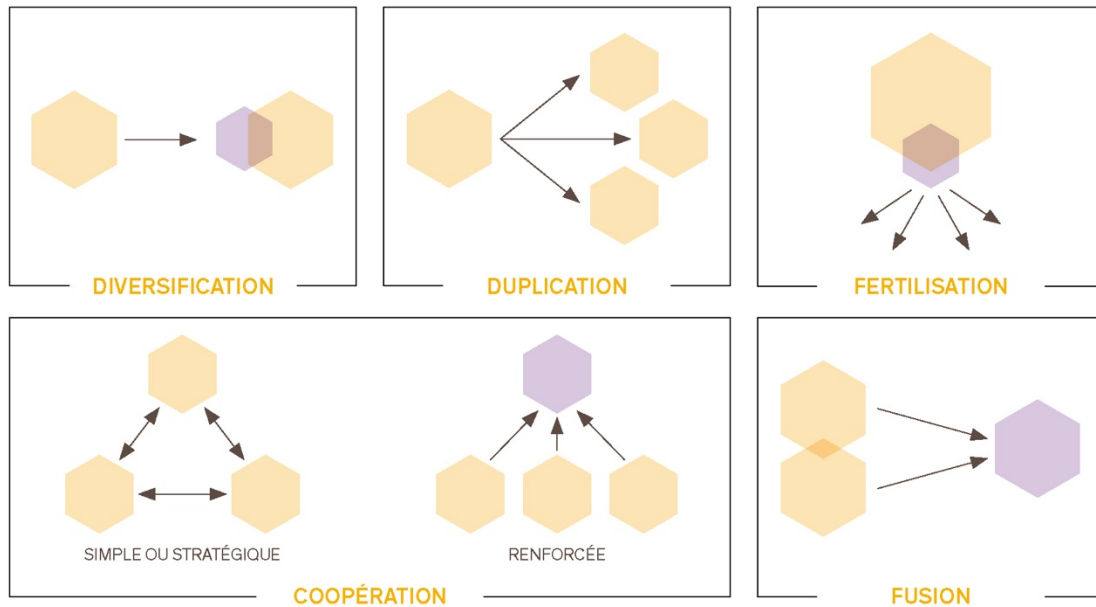 DIVERSIFICATION
DUPLICATION
FERTILISATION
SIMPLE OU STRATÉGIQUE
RENFORCÉE
COOPÉRATION
FUSION